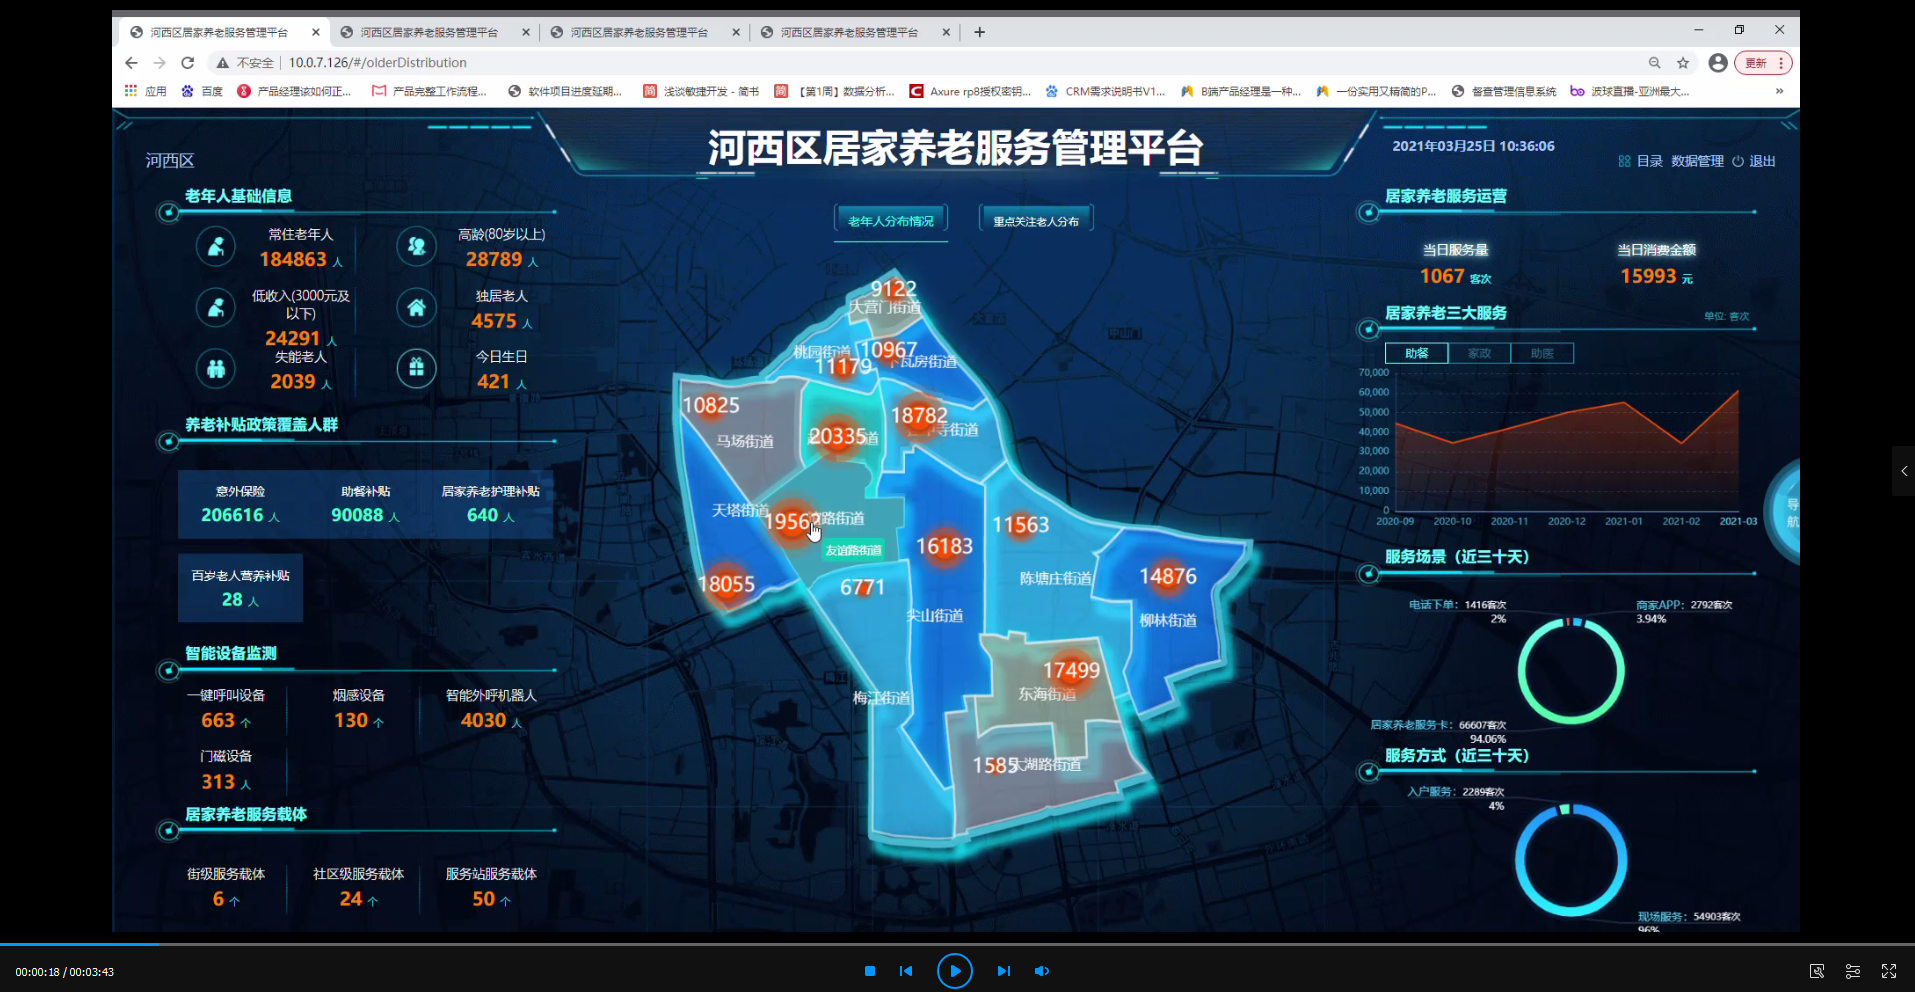 河西区居家养老服务管理平台
河西区居家养老服务管理平台
河西区居家养老服务管理平台
河西区居家养老服务管理平台
不安全 10.0.7.126/#/olderDistribution
更新
应用
百度
产品经理该如何正...
产品完整工作流程...
软件项目进度延期...
浅谈敏捷开发 - 简书
【第1周】数据分析...
Axure rp8授权密钥...
CRM需求说明书V1...
B端产品经理是一种...
一份实用又精简的P...
督查管理信息系统
波球直播-亚洲最大...
河西区居家养老服务管理平台
2021年03月25日 10:36:06
河西区
目录 数据管理 退出
老年人基础信息
常住老年人
184863 人
高龄(80岁以上)
28789 人
低收入(3000元及
以下)
24291 人
独居老人
4575 人
失能老人
2039 人
今日生日
421 人
养老补贴政策覆盖人群
意外保险
206616 人
助餐补贴
90088 人
居家养老护理补贴
640 人
百岁老人营养补贴
28 人
智能设备监测
一键呼叫设备
663 个
烟感设备
130 个
智能外呼机器人
4030 人
门磁设备
313 人
居家养老服务载体
街级服务载体
6 个
社区级服务载体
24 个
服务站服务载体
50 个
老年人分布情况
重点关注老人分布
9122
大营门街道
桃园街道
11179
10967
瓦房街道
10825
马场街道
20335
道
18782
寺街道
天塔街道
1956
路街道
友谊路街道
18055
6771
16183
尖山街道
11563
陈塘庄街道
14876
柳林街道
17499
东海街道
梅江街道
1585
太湖路街道
居家养老服务运营
当日服务量
1067 客次
当日消费金额
15993 元
居家养老三大服务
单位: 客次
助餐
家政
助医
70,000
60,000
50,000
40,000
30,000
20,000
10,000
0
2020-09
2020-10
2020-11
2020-12
2021-01
2021-02
2021-03
导
航
服务场景（近三十天）
电话下单：1416客次
2%
商家APP：2792客次
3.94%
居家养老服务卡：66607客次
94.06%
服务方式（近三十天）
入户服务：2289客次
4%
现场服务：54903客次
96%
00:00:18 / 00:03:43